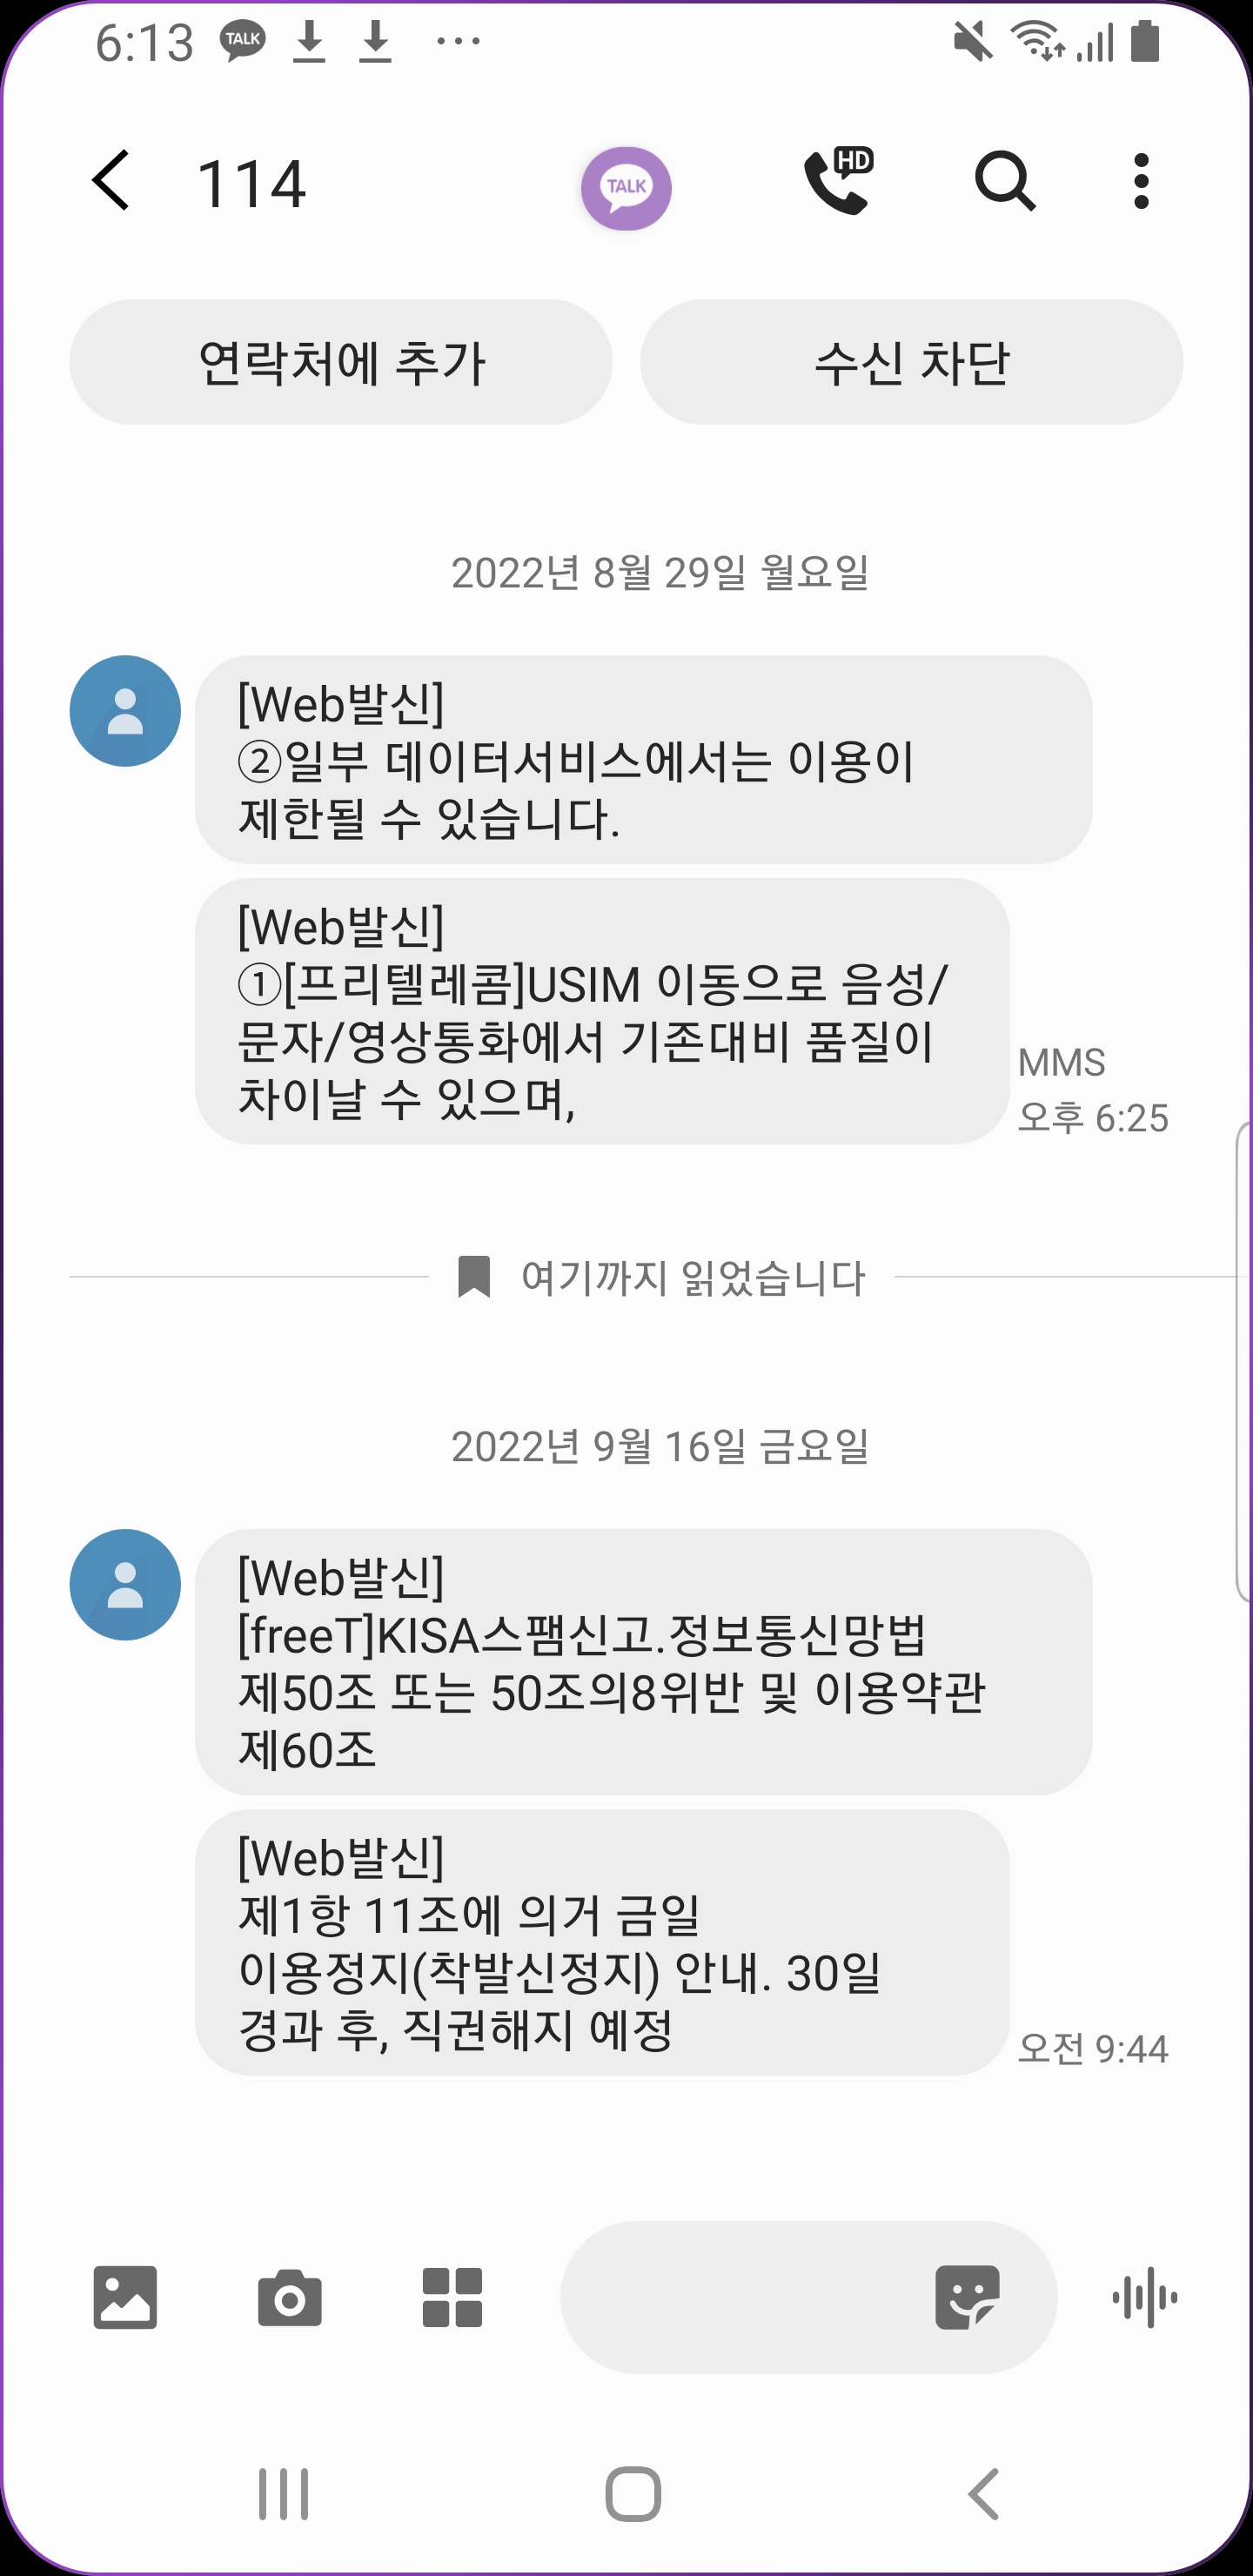 6:13
TALK
114
TALK
HD
연락처에 추가
수신 차단
2022년 8월 29일 월요일
[Web발신]
②일부 데이터서비스에서는 이용이
제한될 수 있습니다.
[Web발신]
①[프리텔레콤]USIM 이동으로 음성/
문자/영상통화에서 기존대비 품질이
차이날 수 있으며,
MMS
오후 6:25
여기까지 읽었습니다
2022년 9월 16일 금요일
[Web발신]
[freeT]KISA스팸신고.정보통신망법
제50조 또는 50조의8위반 및 이용약관
제60조
[Web발신]
제1항 11조에 의거 금일
이용정지(착발신정지) 안내. 30일
경과 후, 직권해지 예정
오전 9:44